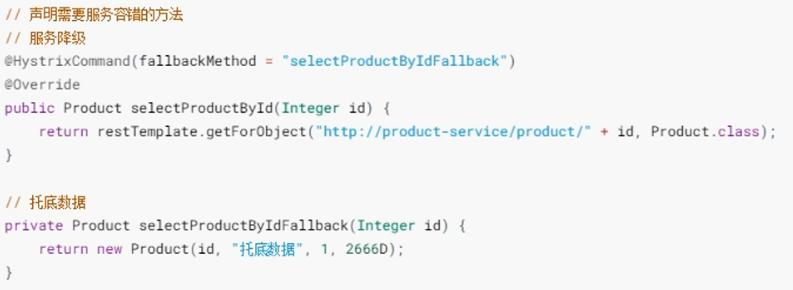 // 声明需要服务容错的方法
// 服务降级
@HystrixCommand(fallbackMethod = "selectProductByIdFallback")
@Override
public Product selectProductById(Integer id) {
    return restTemplate.getForObject("http://product-service/product/" + id, Product.class);
}

// 托底数据
private Product selectProductByIdFallback(Integer id) {
    return new Product(id, "托底数据", 1, 2666D);
}